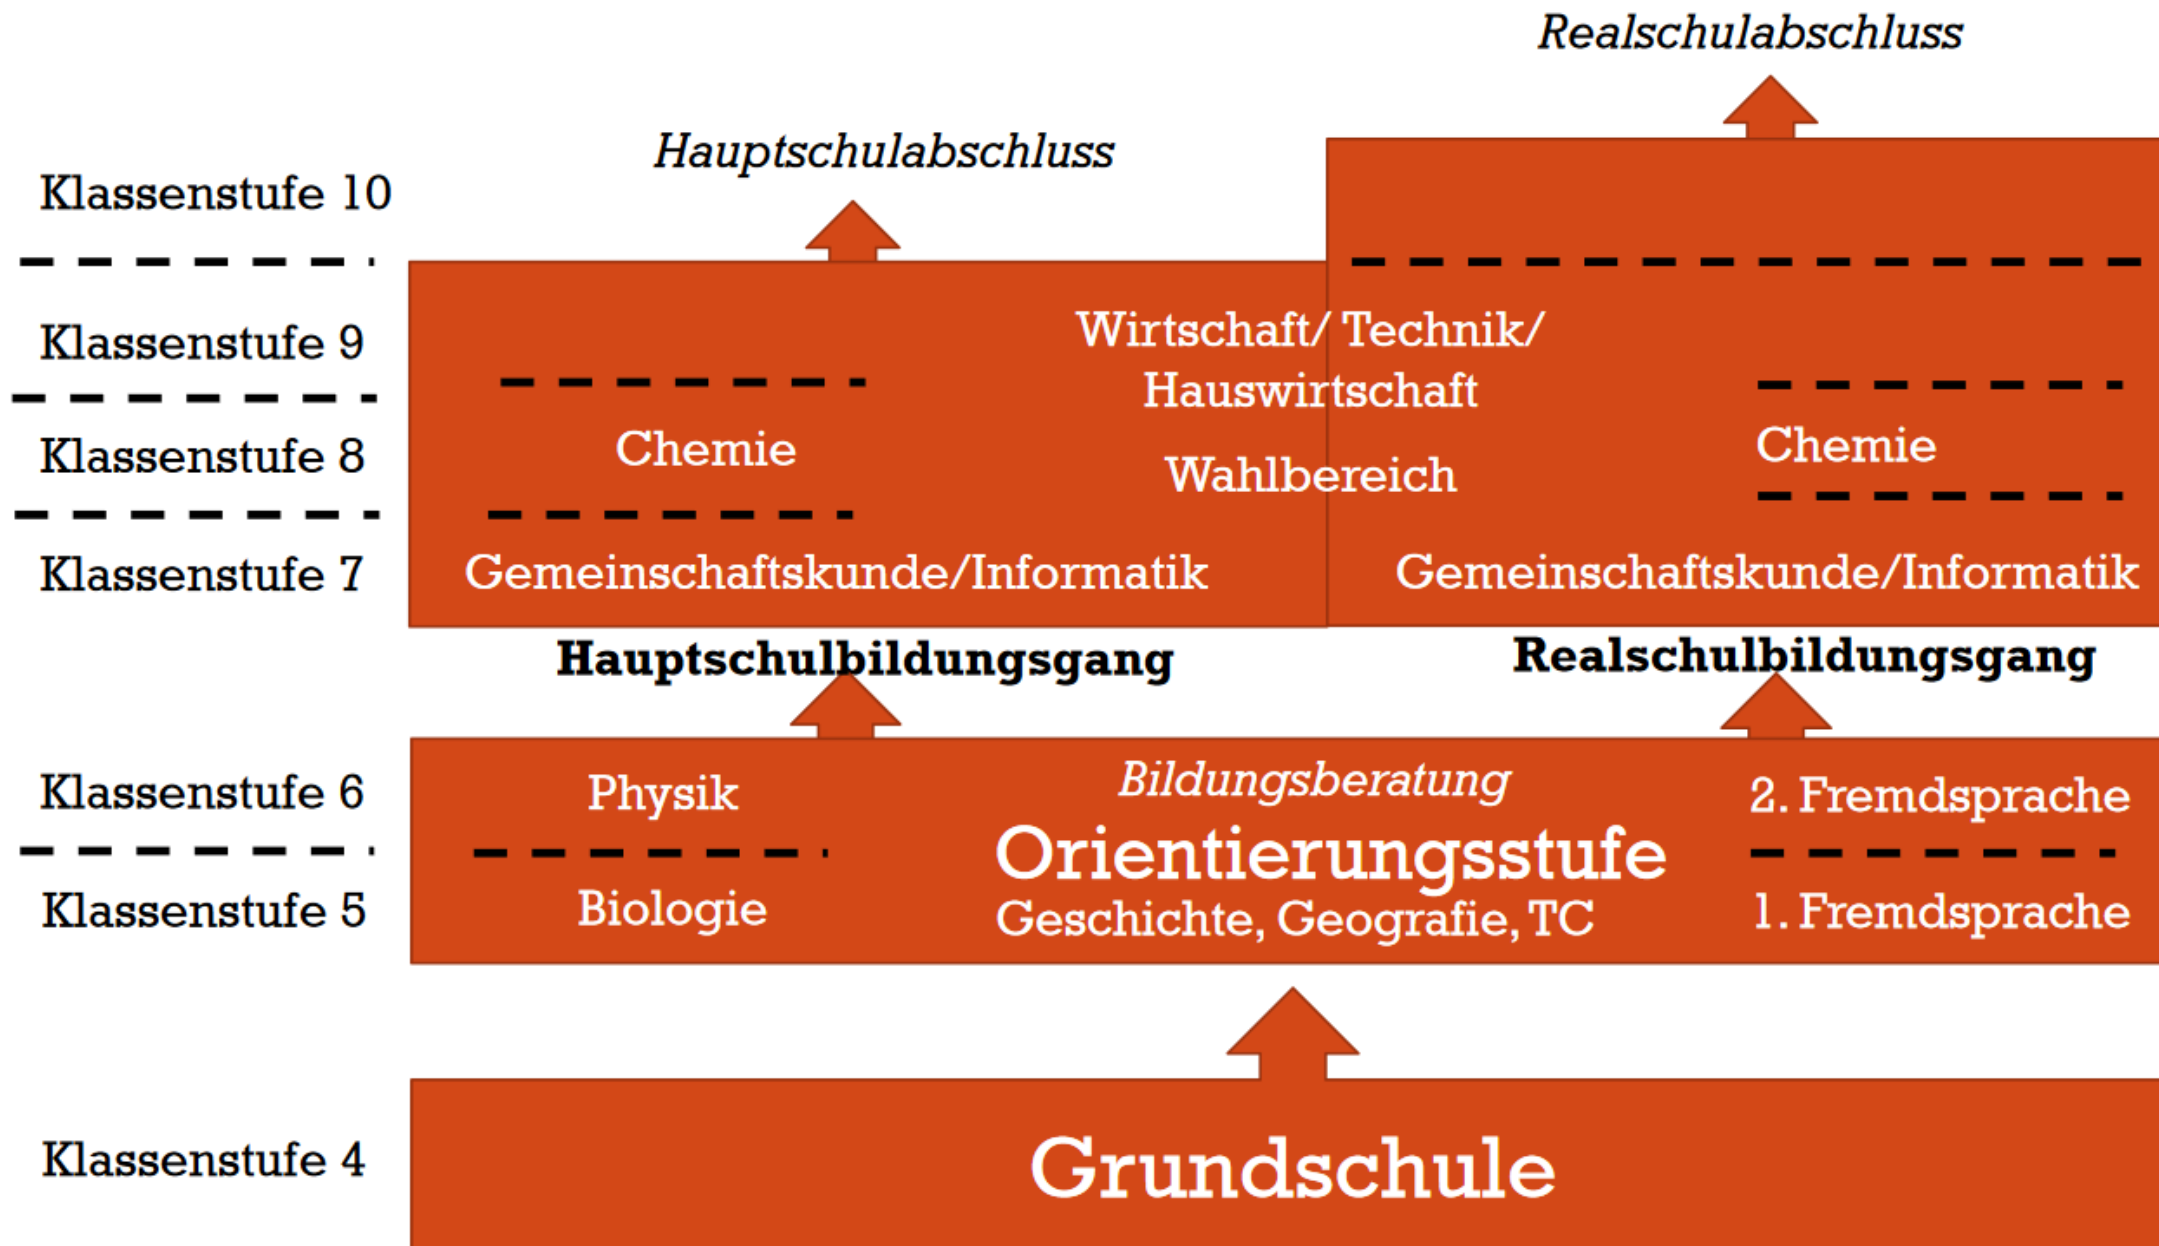 Realschulabschluss
Hauptschulabschluss
Klassenstufe 10
Klassenstufe 9
Wirtschaft/ Technik/
Hauswirtschaft
Klassenstufe 8
Chemie
Wahlbereich
Chemie
Klassenstufe 7
Gemeinschaftskunde/Informatik
Gemeinschaftskunde/Informatik
Hauptschulbildungsgang
Realschulbildungsgang
Klassenstufe 6
Physik
Bildungsberatung
2. Fremdsprache
Orientierungsstufe
Klassenstufe 5
Biologie
Geschichte, Geografie, TC
1. Fremdsprache
Klassenstufe 4
Grundschule